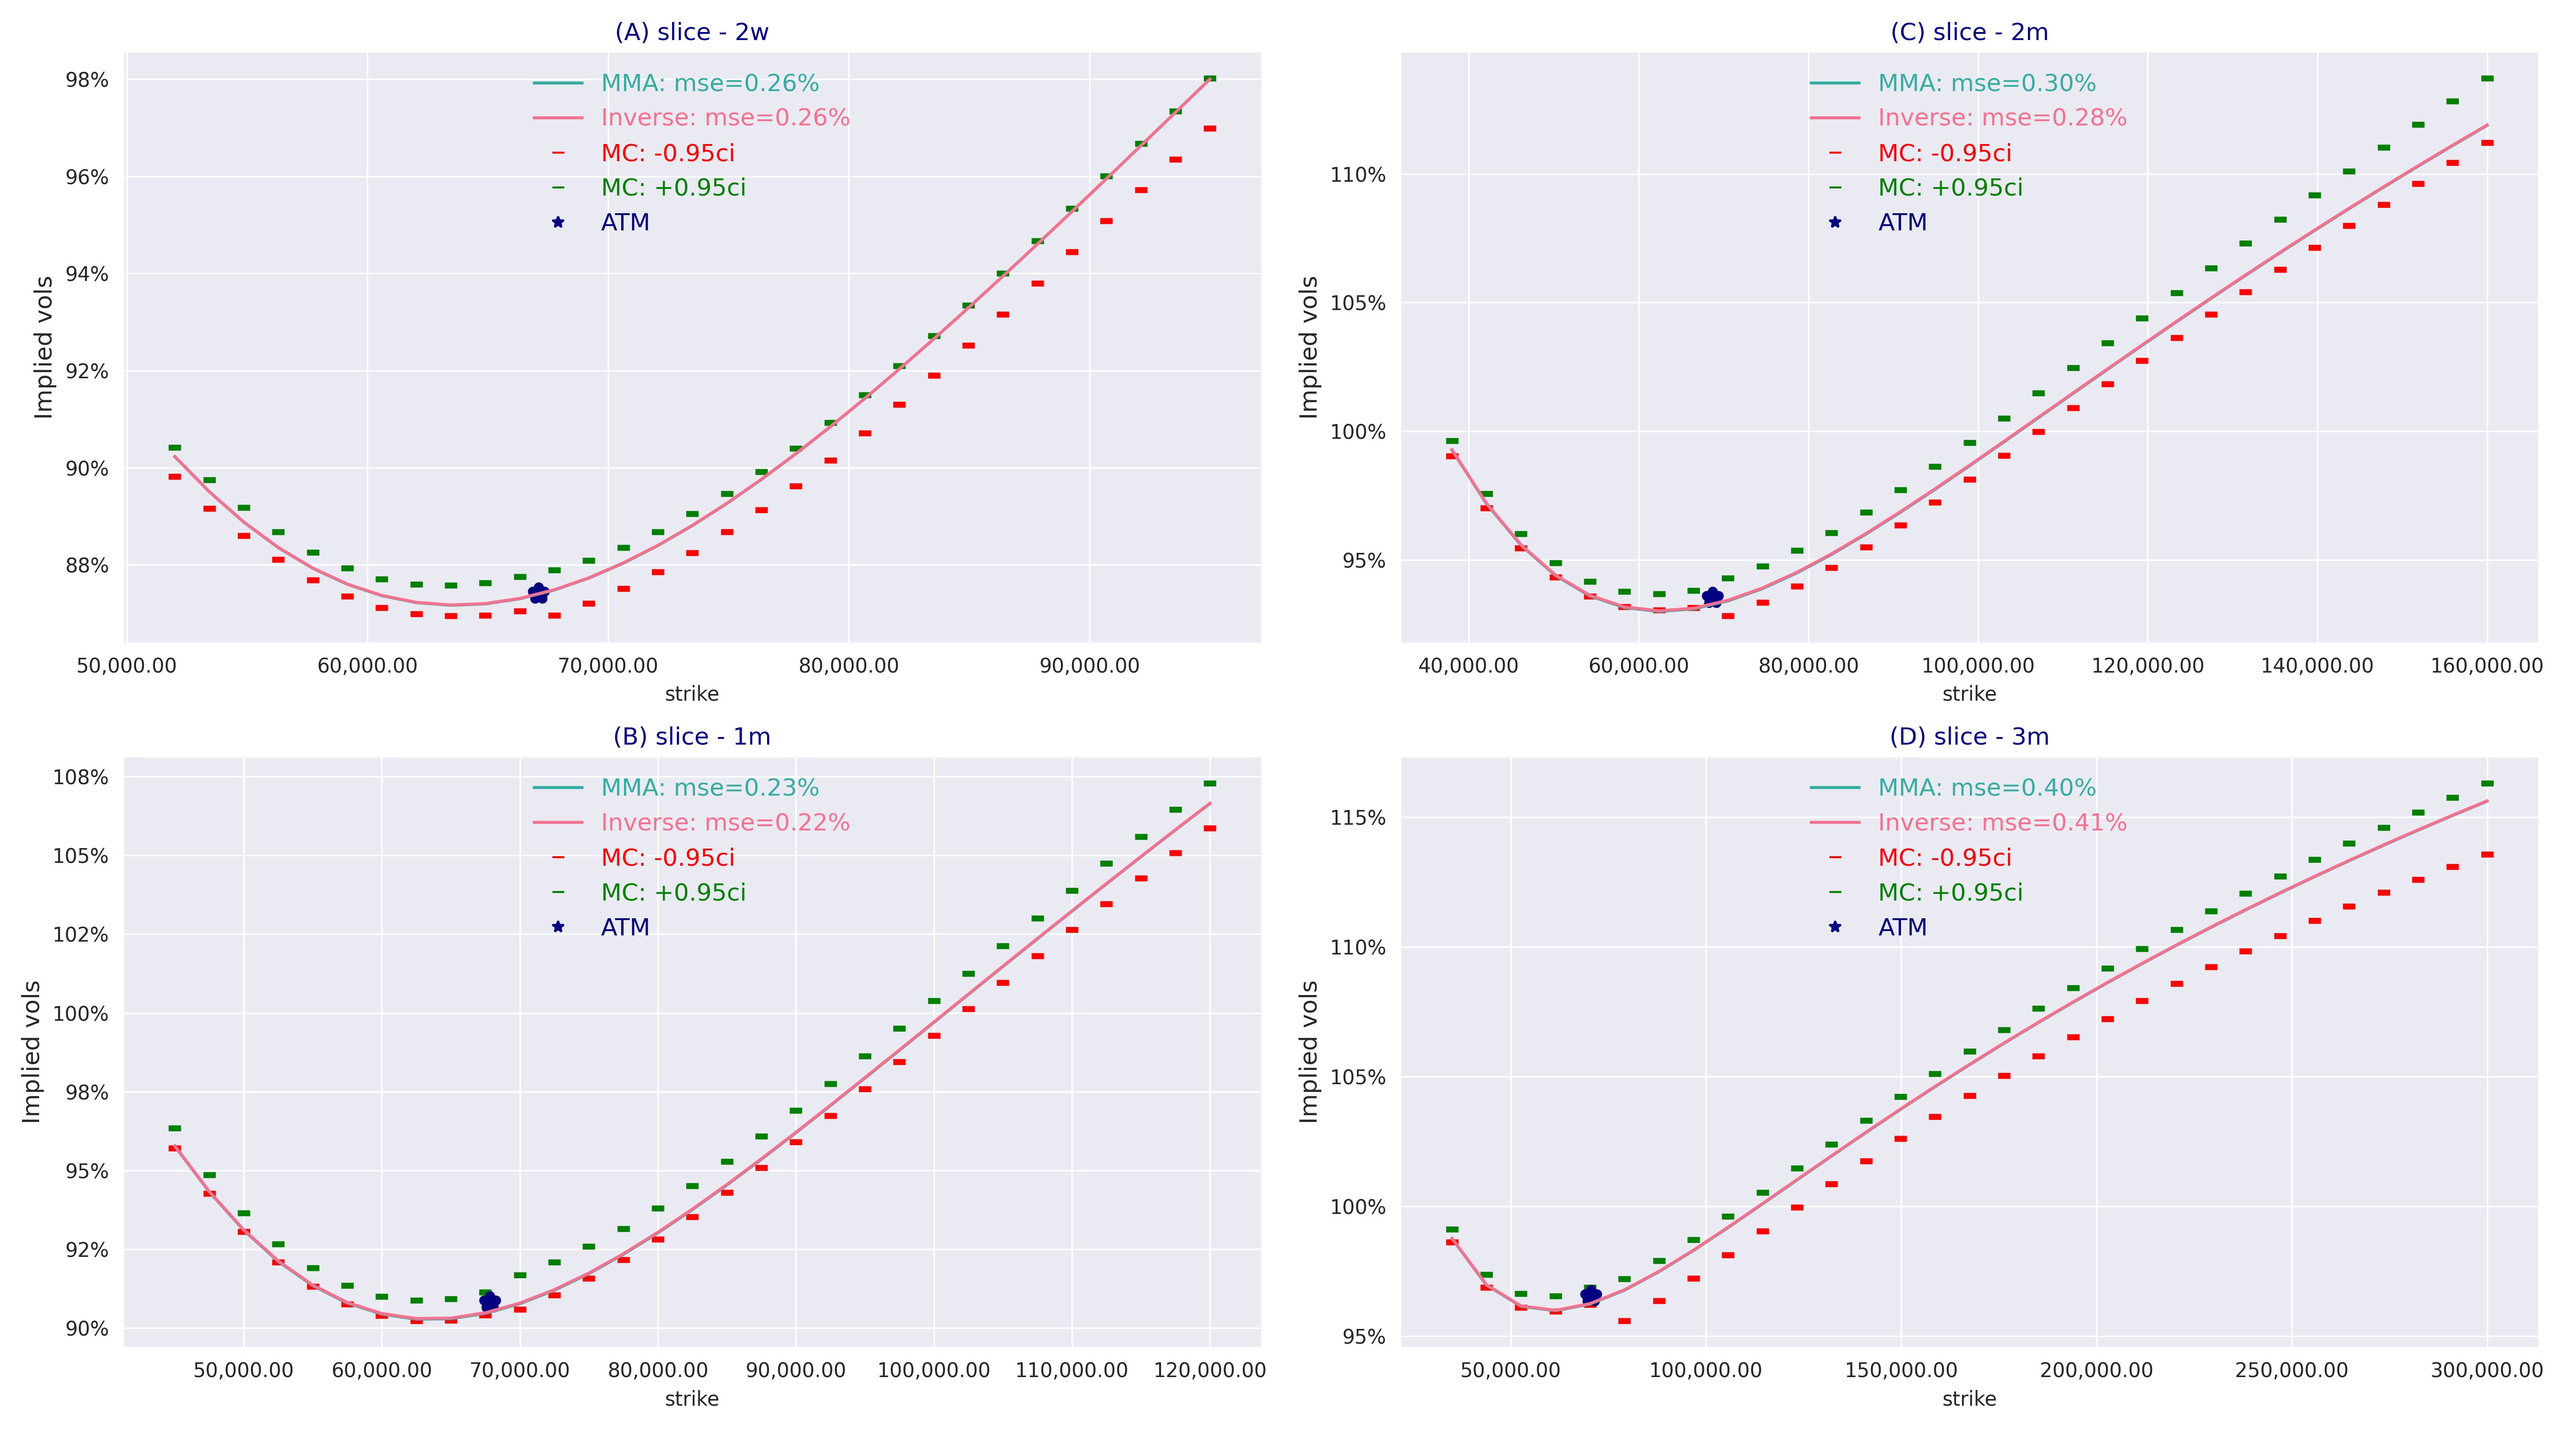 (A) slice - 2w
98%
96%
94%
92%
90%
88%
Implied vols
MMA: mse=0.26%
Inverse: mse=0.26%
MC: -0.95ci
MC: +0.95ci
ATM
50,000.00 60,000.00 70,000.00 80,000.00 90,000.00
strike
(C) slice - 2m
110%
105%
100%
95%
Implied vols
MMA: mse=0.30%
Inverse: mse=0.28%
MC: -0.95ci
MC: +0.95ci
ATM
40,000.00 60,000.00 80,000.00 100,000.00 120,000.00 140,000.00 160,000.00
strike
(B) slice - 1m
108%
105%
102%
100%
98%
95%
92%
90%
Implied vols
MMA: mse=0.23%
Inverse: mse=0.22%
MC: -0.95ci
MC: +0.95ci
ATM
50,000.00 60,000.00 70,000.00 80,000.00 90,000.00 100,000.00 110,000.00 120,000.00
strike
(D) slice - 3m
115%
110%
105%
100%
95%
Implied vols
MMA: mse=0.40%
Inverse: mse=0.41%
MC: -0.95ci
MC: +0.95ci
ATM
50,000.00 100,000.00 150,000.00 200,000.00 250,000.00 300,000.00
strike